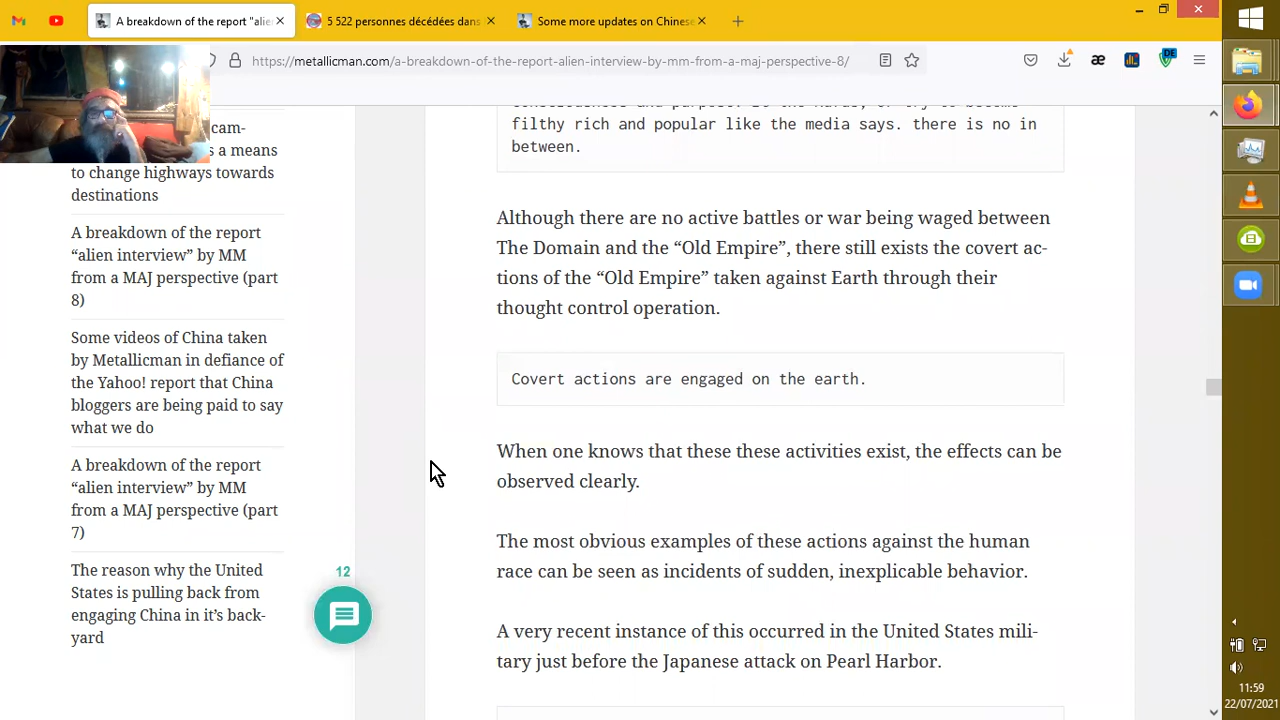 A breakdown of the report "alie
5 522 personnes décédées dans
Some more updates on Chinese
https://metallicman.com/a-breakdown-of-the-r alien-interview-by-mm-from-a-maj-perspective-8/
DE
cam-
s a means
to change highways towards
destinations
A breakdown of the report
“alien interview” by MM
from a MAJ perspective (part
8)
Some videos of China taken
by Metallicman in defiance of
the Yahoo! report that China
bloggers are being paid to say
what we do
A breakdown of the report
“alien interview” by MM
from a MAJ perspective (part
7)
The reason why the United
States is pulling back from
engaging China in it’s back-
yard
12
filthy rich and popular like the media says. there is no in
between.
Although there are no active battles or war being waged between
The Domain and the “Old Empire”, there still exists the covert ac-
tions of the “Old Empire” taken against Earth through their
thought control operation.
Covert actions are engaged on the earth.
When one knows that these these activities exist, the effects can be
observed clearly.
The most obvious examples of these actions against the human
race can be seen as incidents of sudden, inexplicable behavior.
A very recent instance of this occurred in the United States mili-
tary just before the Japanese attack on Pearl Harbor.
11:59
22/07/2021